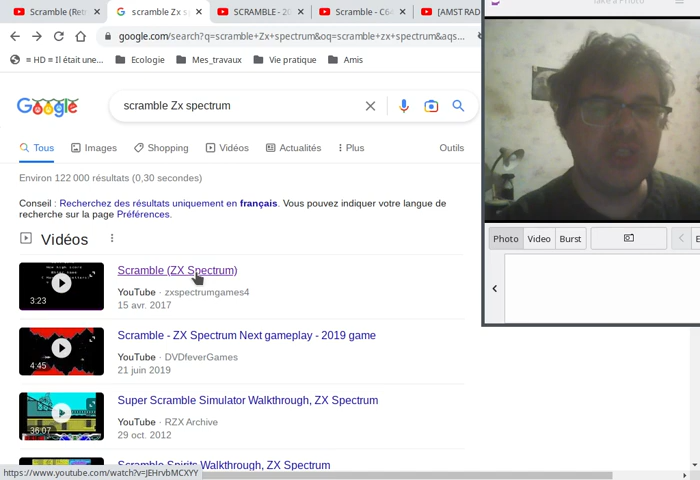 Scramble (Ret
scramble Zx s
SCRAMBLE - 20
Scramble - C6
[AMSTRAD
Take a Photo
google.com/search?q=scramble+Zx+spectrum&oq=scramble+zx+spectrum&aqs...
= HD = Il était une...
Ecologie
Mes_travaux
Vie pratique
Amis
Google
scramble Zx spectrum
Tous
Images
Shopping
Vidéos
Actualités
Plus
Outils
Environ 122 000 résultats (0,30 secondes)
Conseil : Recherchez des résultats uniquement en français. Vous pouvez indiquer votre langue de
recherche sur la page Préférences.
Vidéos
Scramble (ZX Spectrum)
YouTube · zxspectrumgames4
15 avr. 2017
3:23
Scramble - ZX Spectrum Next gameplay - 2019 game
YouTube · DVDfeverGames
21 juin 2019
4:45
Super Scramble Simulator Walkthrough, ZX Spectrum
YouTube · RZX Archive
29 oct. 2012
36:07
Scramble Spirits Walkthrough, ZX Spectrum
https://www.youtube.com/watch?v=JEHrvbMCXYY
Photo
Video
Burst
E